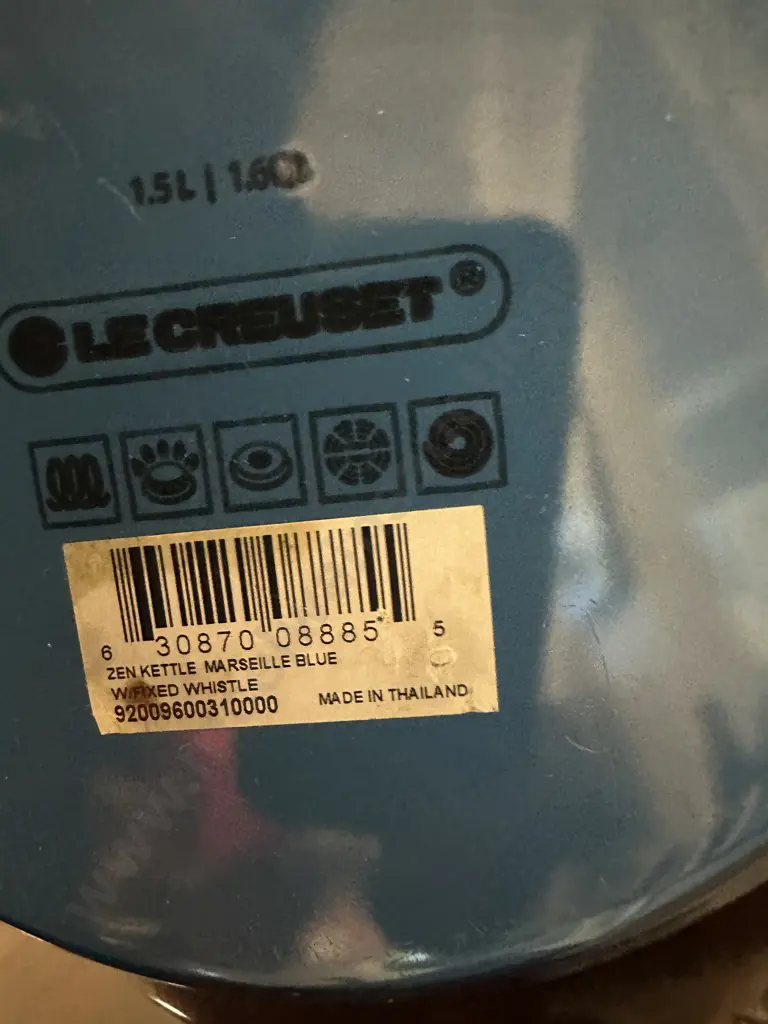 1.5 L | 1.6Qt
LE CREUSET®
6 30870 08885 5
ZEN KETTLE MARSEILLE BLUE
W/FIXED WHISTLE
MADE IN THAILAND
92009600310000